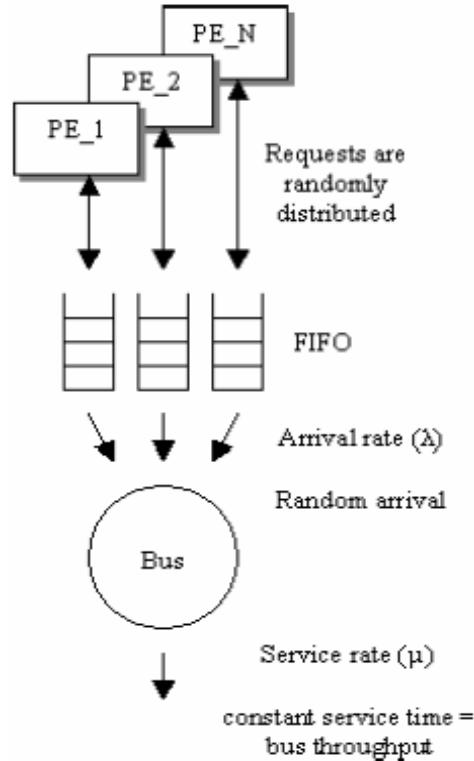 PE_N
PE_2
PE_1
Requests are
randomly
distributed
FIFO
Arrival rate (λ)
Random arrival
Bus
Service rate (μ)
constant service time =
bus throughput